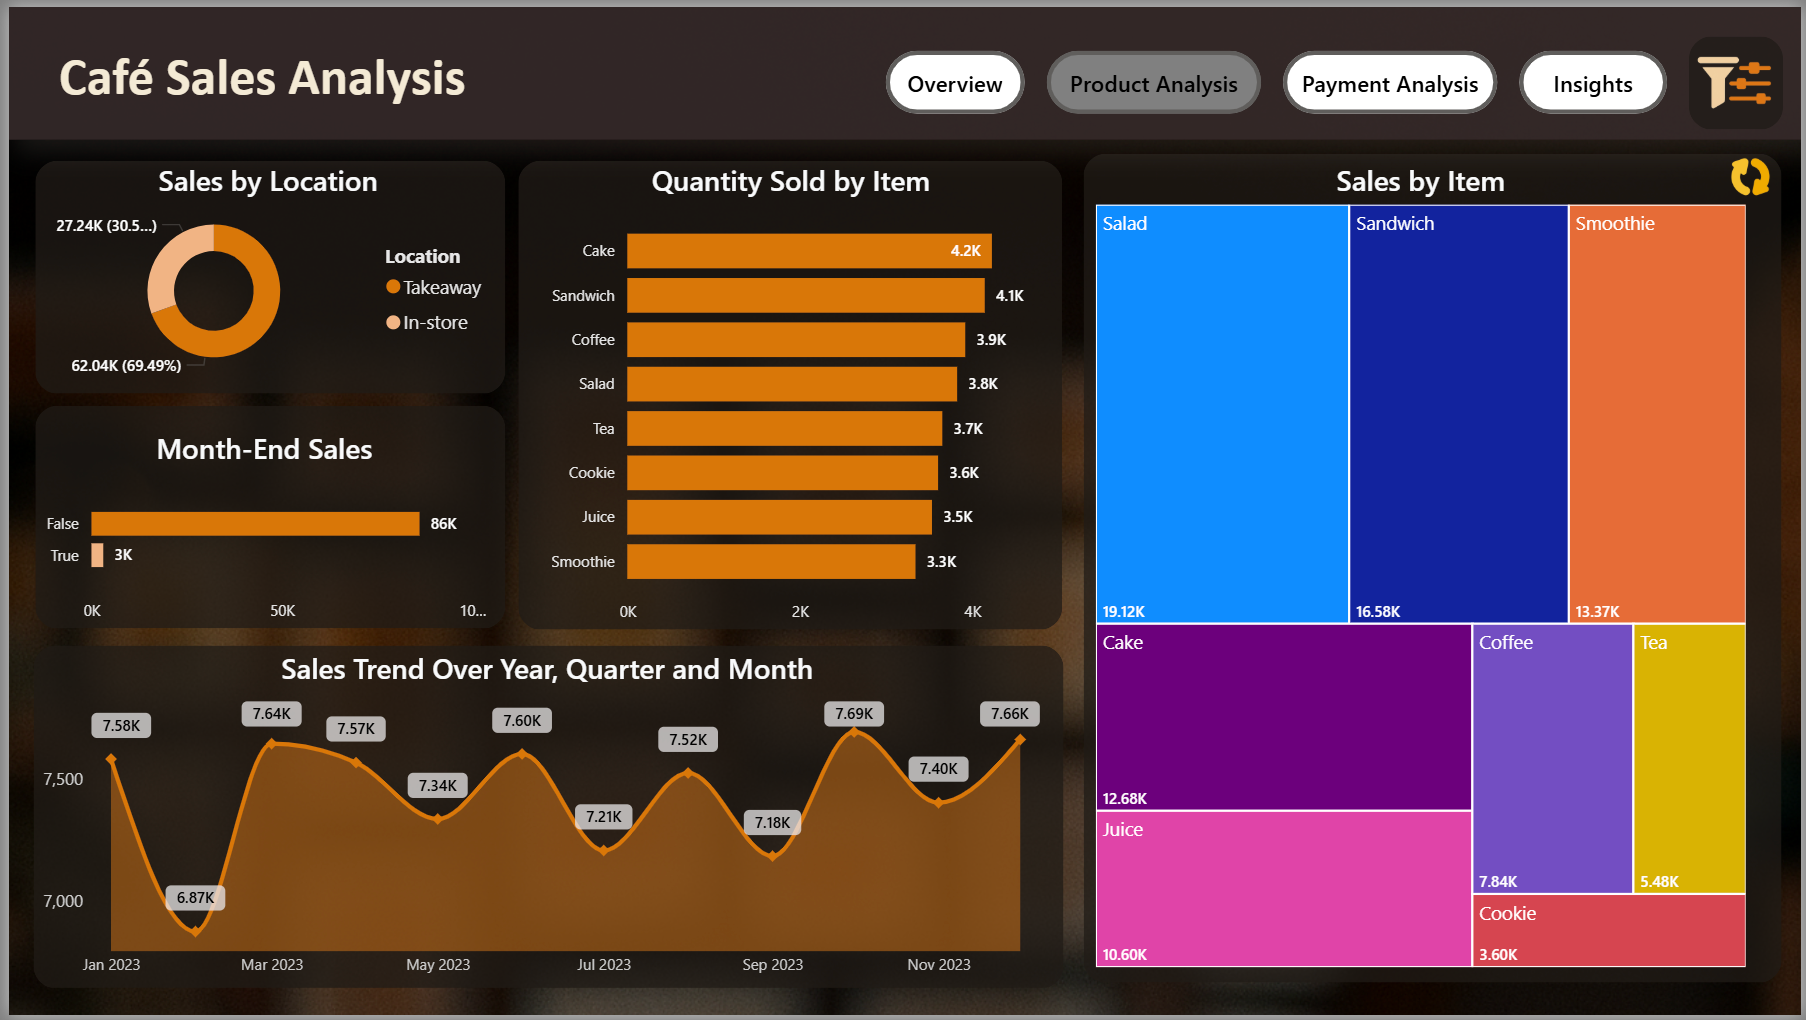 Café Sales Analysis
Overview
Product Analysis
Payment Analysis
Insights
Sales by Location
27.24K (30.5...)
62.04K (69.49%)
Location
Takeaway
In-store
Month-End Sales
False
86K
True
3K
0K
50K
10...
Quantity Sold by Item
Cake
4.2K
Sandwich
4.1K
Coffee
3.9K
Salad
3.8K
Tea
3.7K
Cookie
3.6K
Juice
3.5K
Smoothie
3.3K
0K
2K
4K
Sales Trend Over Year, Quarter and Month
7,500
7,000
7.58K
6.87K
7.64K
7.57K
7.34K
7.60K
7.21K
7.52K
7.18K
7.69K
7.40K
7.66K
Jan 2023
Mar 2023
May 2023
Jul 2023
Sep 2023
Nov 2023
Sales by Item
Salad
19.12K
Sandwich
16.58K
Smoothie
13.37K
Cake
12.68K
Juice
10.60K
Coffee
7.84K
Tea
5.48K
Cookie
3.60K